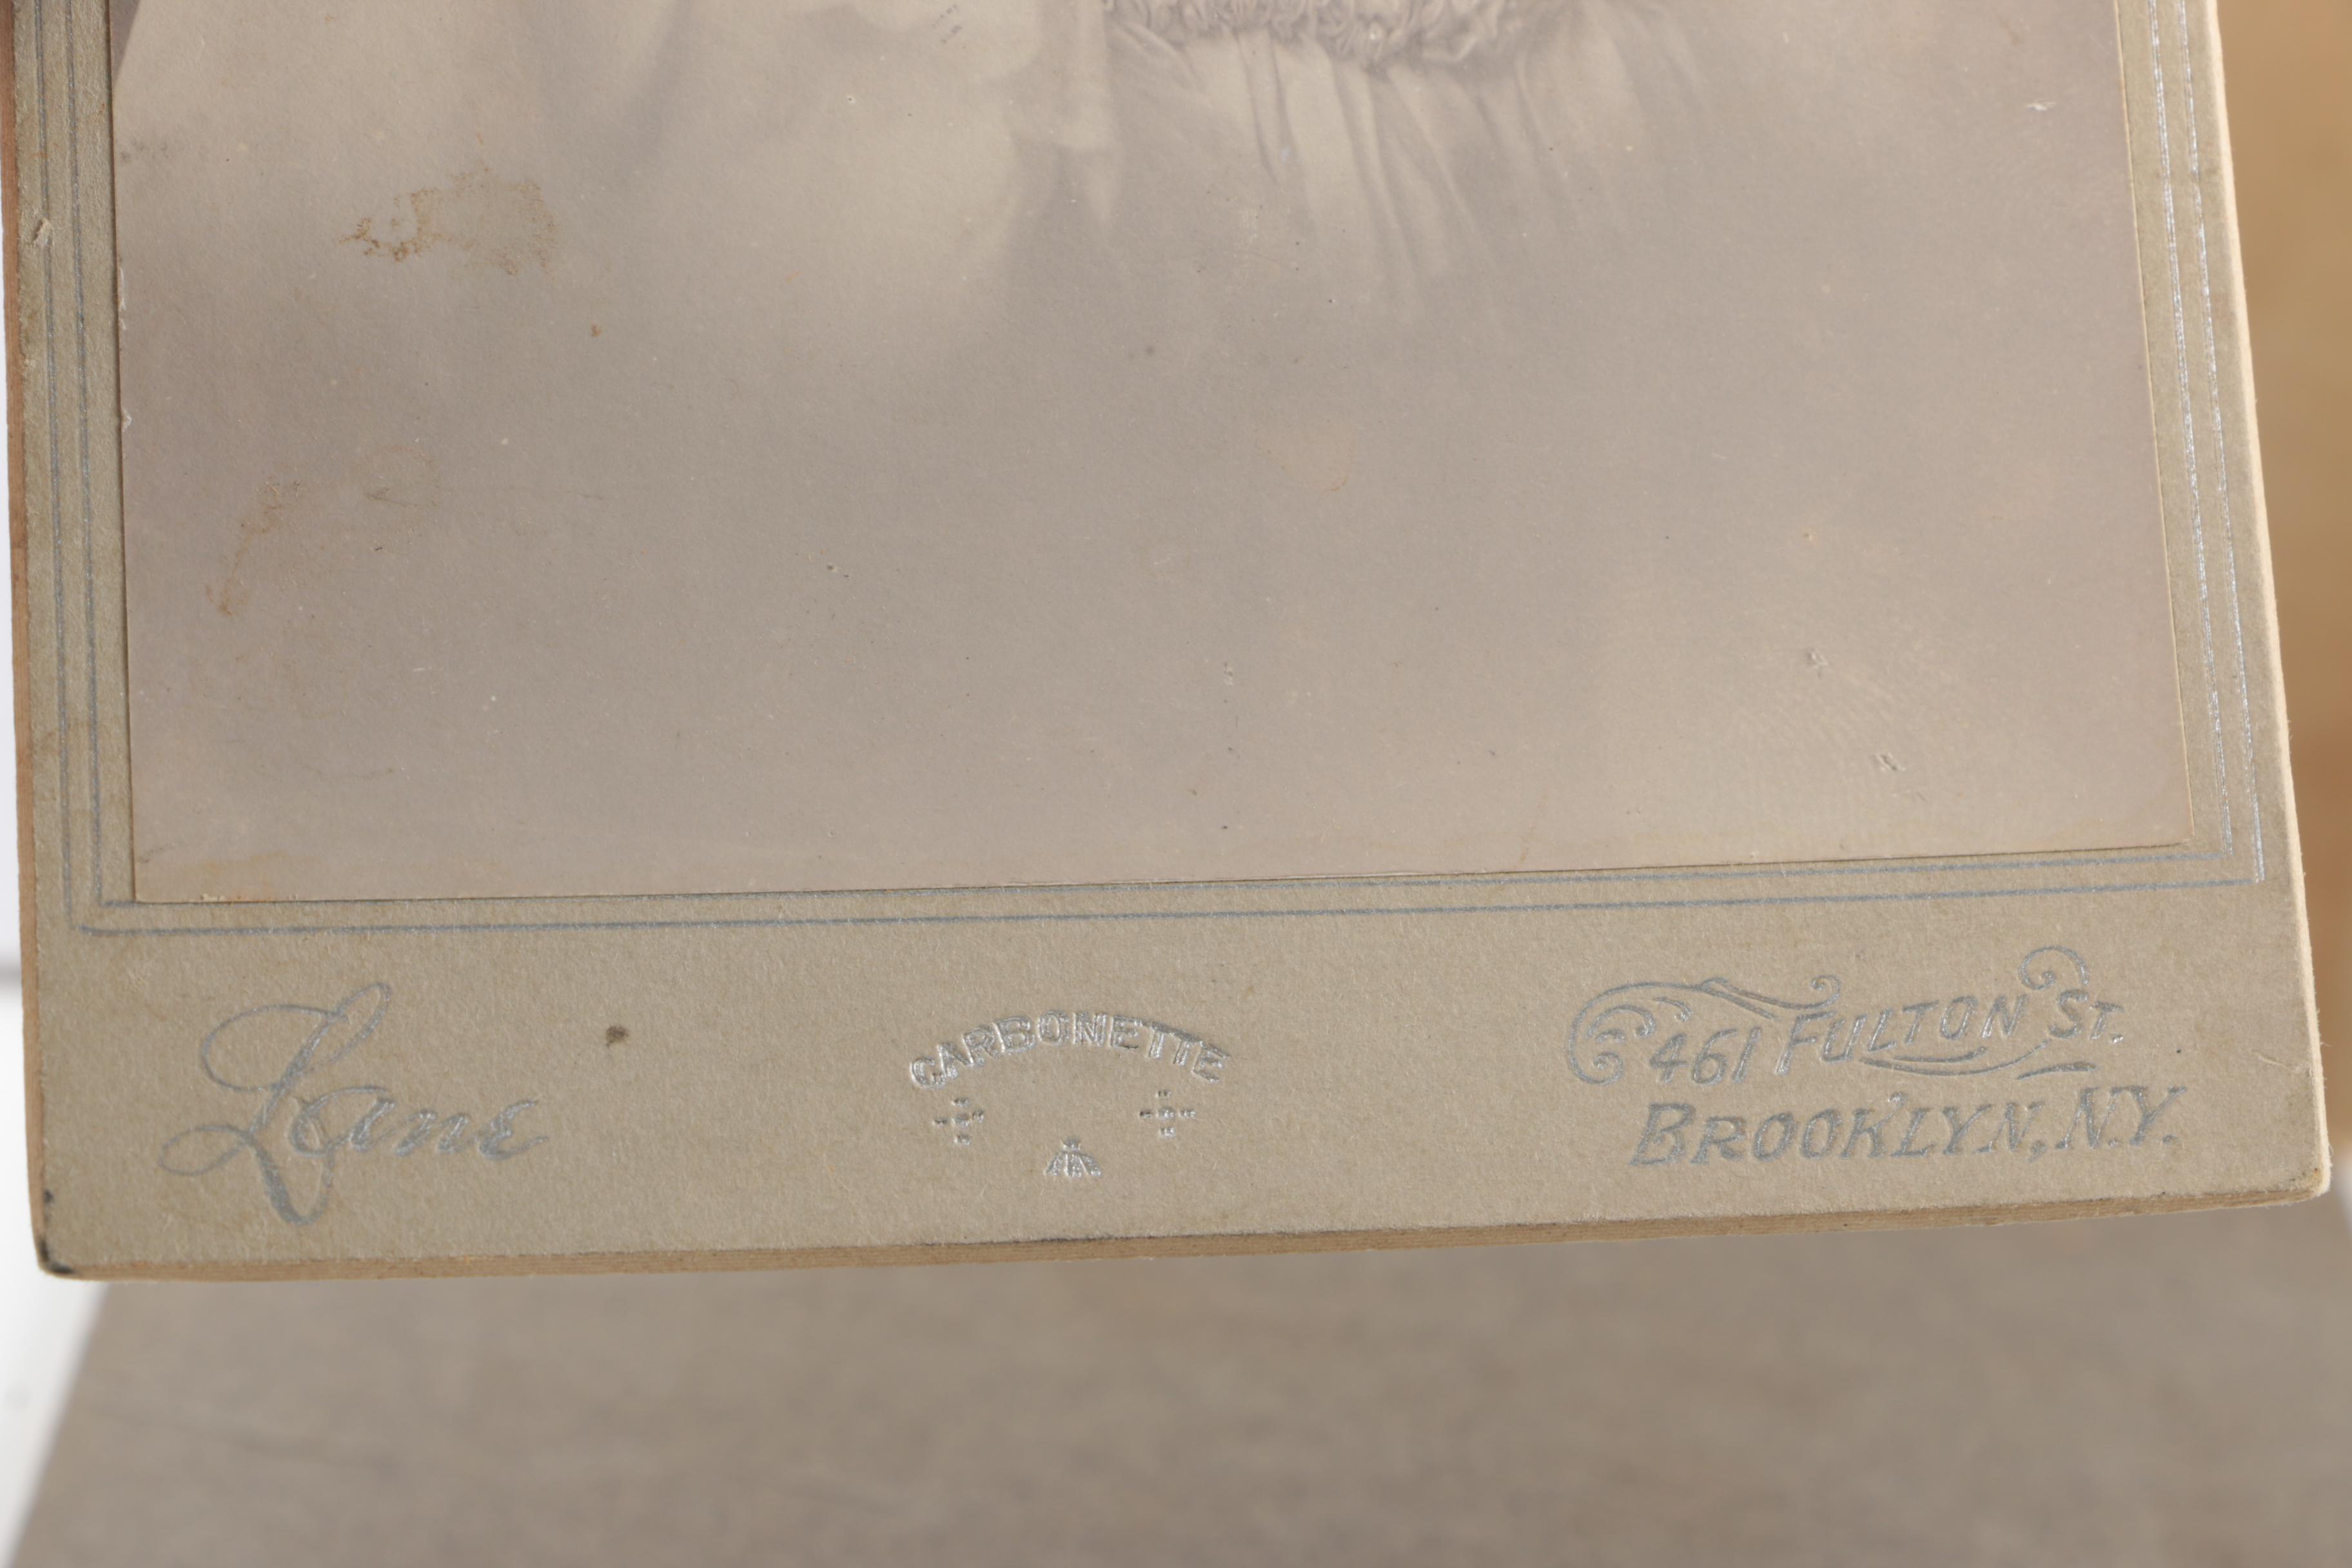 Lane
CARBONETTE
461 FULTON ST.
BROOKLYN, N.Y.